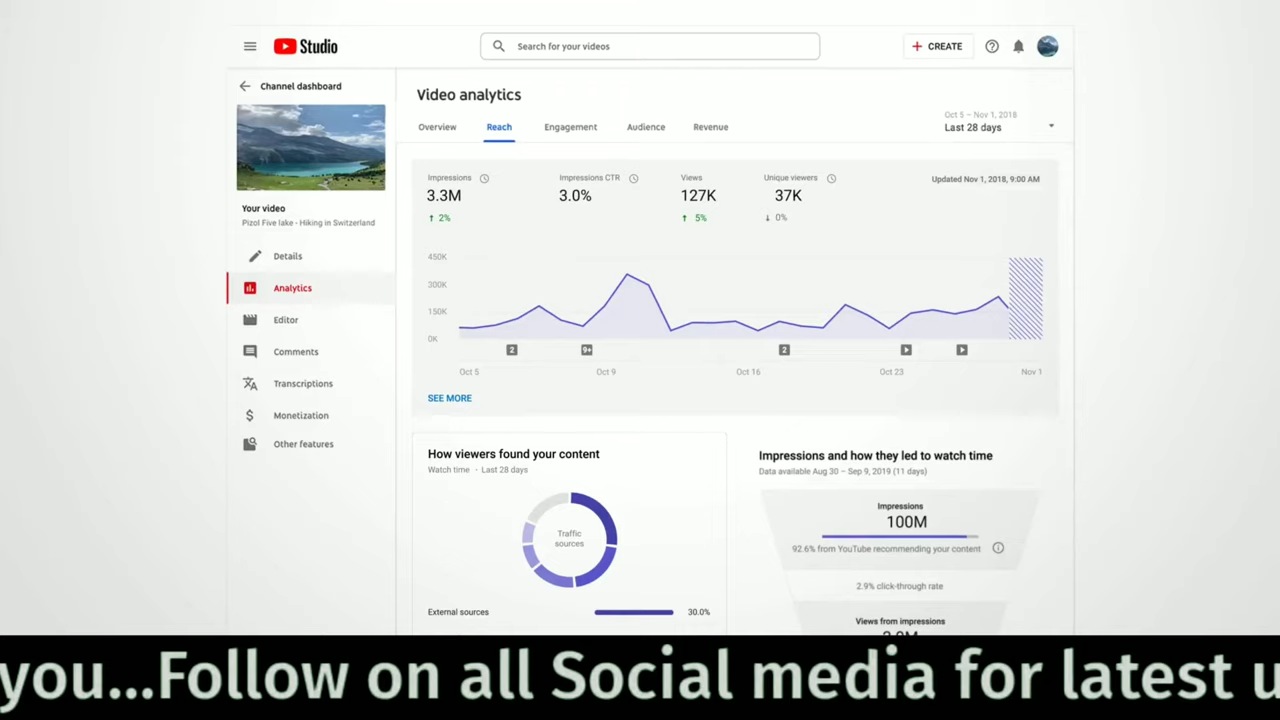 Studio
Search for your videos
CREATE
Channel dashboard
Your video
Pizol Five lake - Hiking in Switzerland
Details
Analytics
Editor
Comments
Transcriptions
Monetization
Other features
Video analytics
Oct 5 – Nov 1, 2018
Last 28 days
Overview Reach Engagement Audience Revenue
Impressions Impressions CTR Views Unique viewers
Updated Nov 1, 2018, 9:00 AM
3.3M 3.0% 127K 37K
↑ 2% ↑ 5% ↓ 0%
450K
300K
150K
0K
2 9+ 2
Oct 5 Oct 9 Oct 16 Oct 23 Nov 1
SEE MORE
How viewers found your content
Watch time · Last 28 days
Traffic
sources
External sources 30.0%
Impressions and how they led to watch time
Data available Aug 30 – Sep 9, 2019 (11 days)
Impressions
100M
92.6% from YouTube recommending your content
2.9% click-through rate
Views from impressions
you...Follow on all Social media for latest u